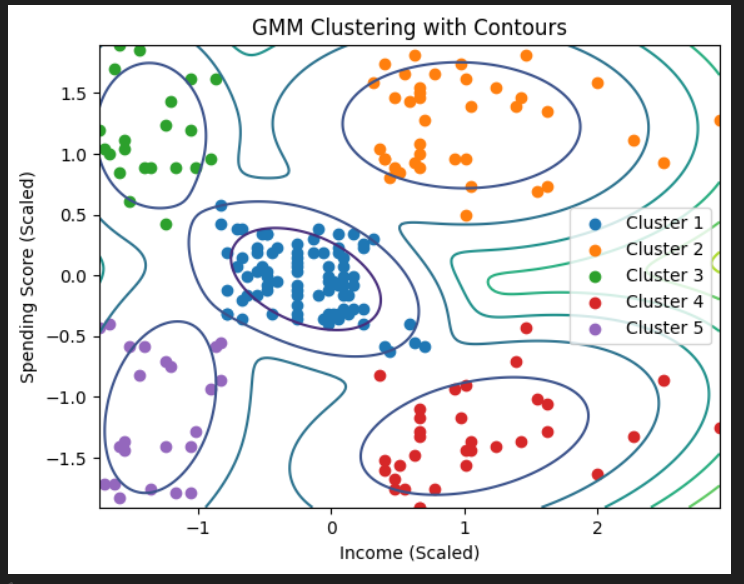 GMM Clustering with Contours
Spending Score (Scaled)
1.5
1.0
0.5
0.0
−0.5
−1.0
−1.5
Cluster 1
Cluster 2
Cluster 3
Cluster 4
Cluster 5
−1
0
1
2
Income (Scaled)